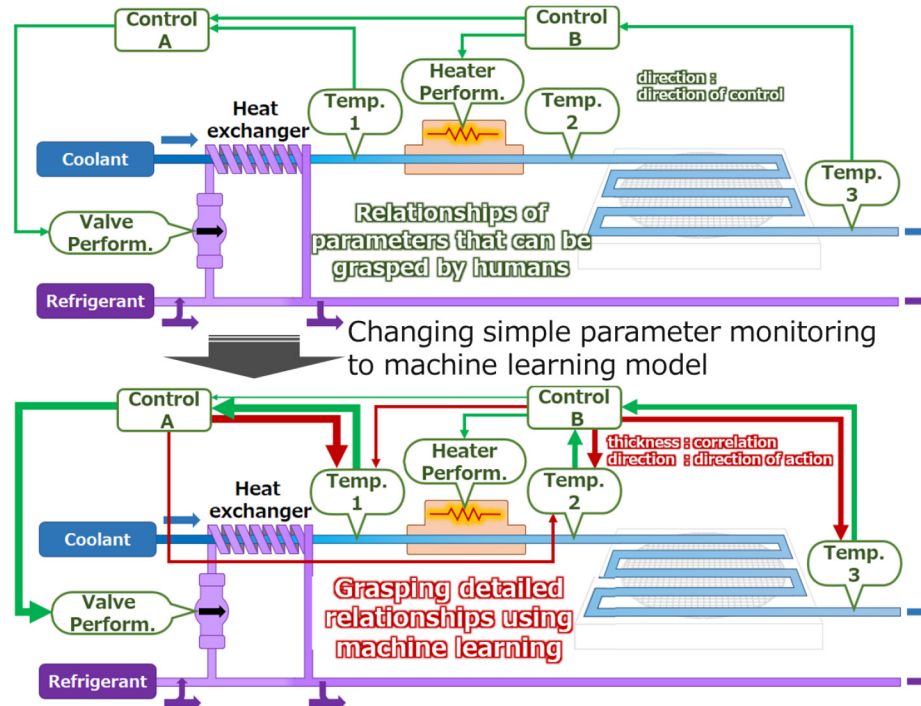 Control
A
Control
B
Heater
Perform.
direction :
direction of control
Temp.
1
Temp.
2
Heat
exchanger
Coolant
Temp.
3
Valve
Perform.
Relationships of
parameters that can be
grasped by humans
Refrigerant
Changing simple parameter monitoring
to machine learning model
Control
A
Control
B
thickness : correlation
direction : direction of action
Heater
Perform.
Temp.
1
Temp.
2
Heat
exchanger
Coolant
Temp.
3
Valve
Perform.
Grasping detailed
relationships using
machine learning
Refrigerant